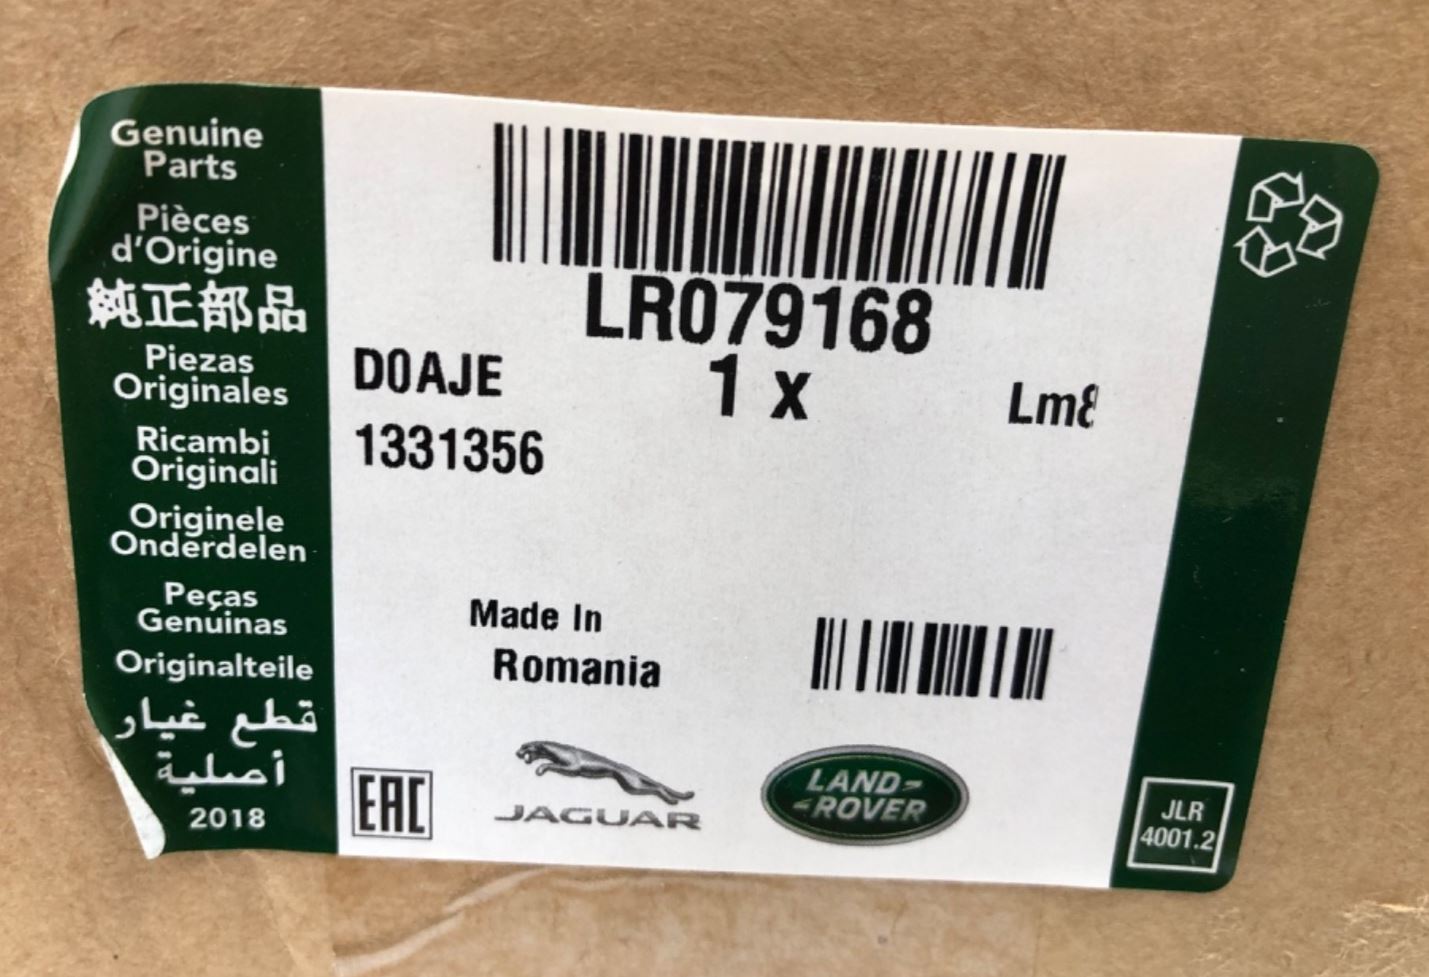 Genuine
Parts
Pièces
d'Origine
純正部品
Piezas
Originales
Ricambi
Originali
Originele
Onderdelen
Peças
Genuinas
Originalteile
قطع غيار
أصلية
2018
LR079168
D0AJE
1 x
Lm8
1331356
Made In
Romania
EAC
JAGUAR
LAND
ROVER
JLR
4001.2